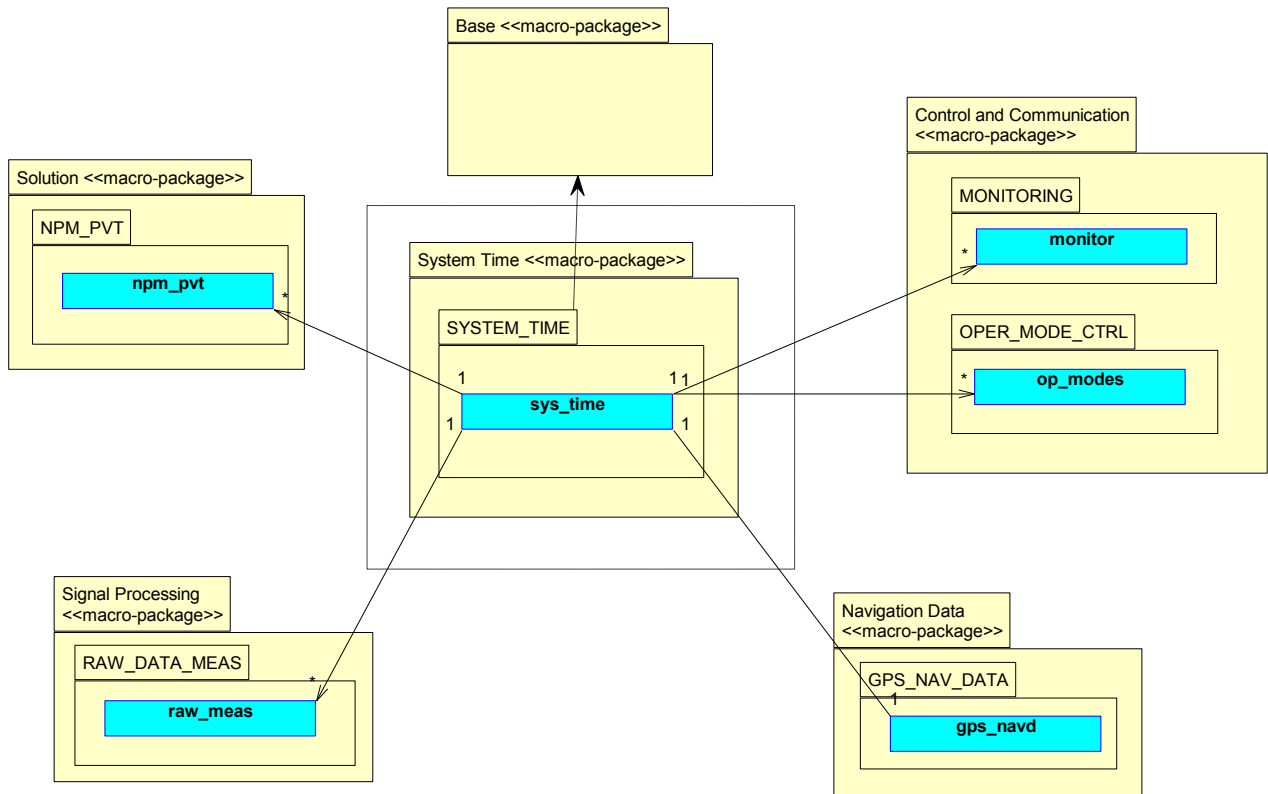 Base <<macro-package>>
Control and Communication
<<macro-package>>
Solution <<macro-package>>
MONITORING
NPM_PVT
monitor
*
System Time <<macro-package>>
npm_pvt
*
SYSTEM_TIME
OPER_MODE_CTRL
1
1
1
*
op_modes
sys_time
1
1
Signal Processing
<<macro-package>>
Navigation Data
<<macro-package>>
RAW_DATA_MEAS
*
GPS_NAV_DATA
1
raw_meas
gps_navd